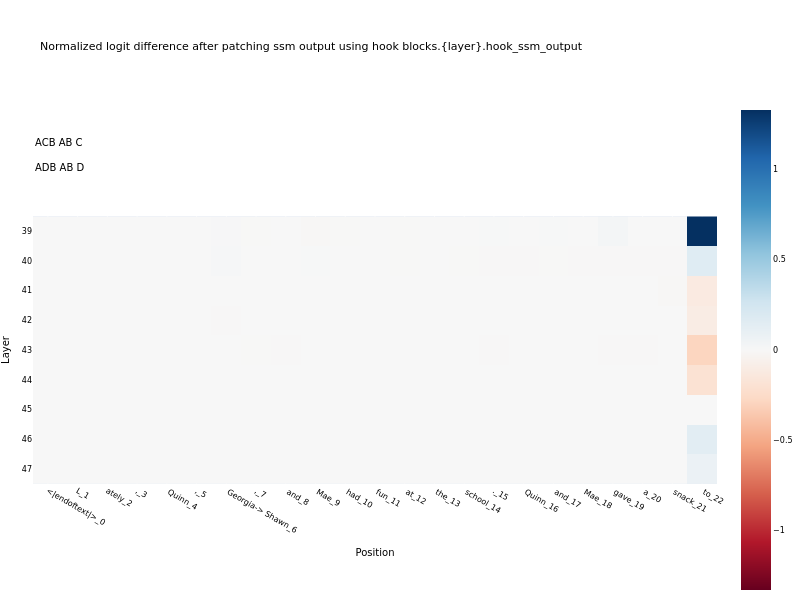 Normalized logit difference after patching ssm output using hook blocks.{layer}.hook_ssm_output
ACB AB C
ADB AB D
Layer
39
40
41
42
43
44
45
46
47
<|endoftext|>_0
L_1
ately_2
,_3
Quinn_4
,_5
Georgia-> Shawn_6
,_7
and_8
Mae_9
had_10
fun_11
at_12
the_13
school_14
._15
Quinn_16
and_17
Mae_18
gave_19
a_20
snack_21
to_22
Position
1
0.5
0
−0.5
−1